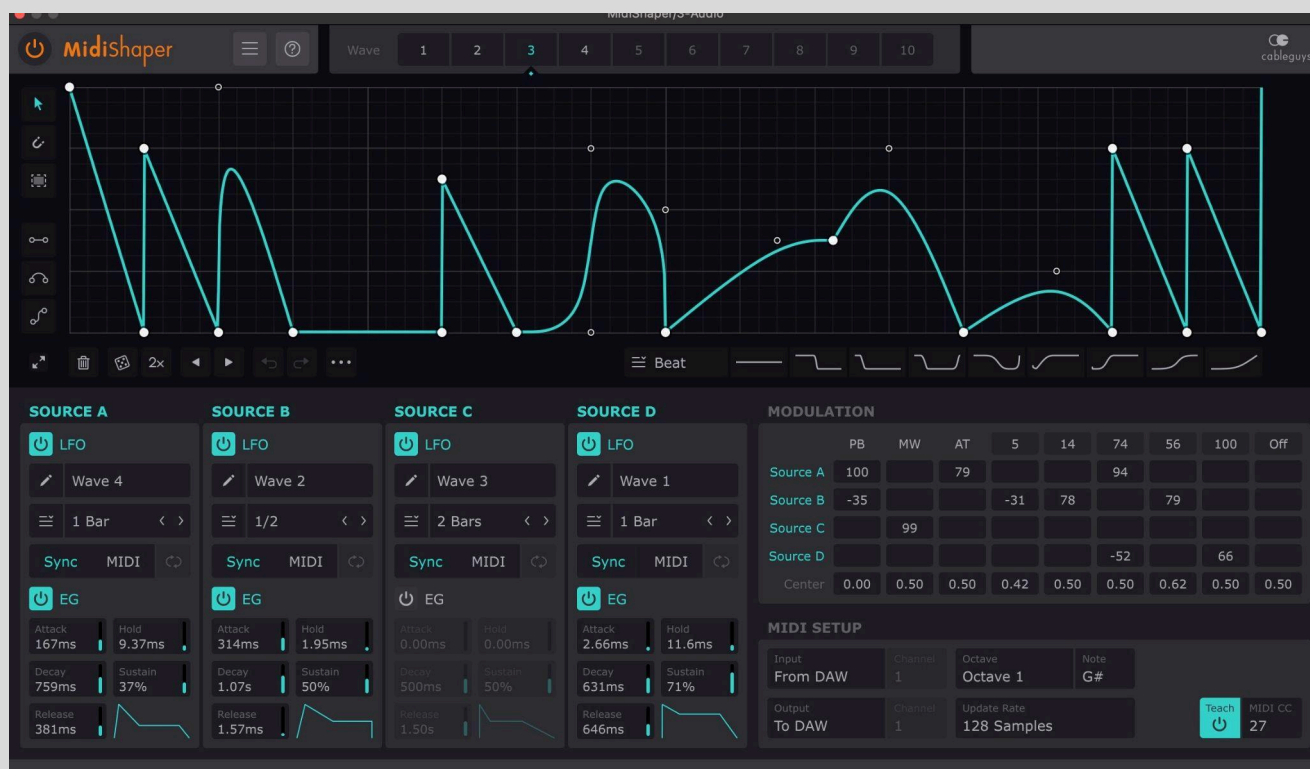 MidiShaper/3-Audio
MidiShaper
Wave 1 2 3 4 5 6 7 8 9 10
cableguys
2x
Beat
SOURCE A
LFO
Wave 4
1 Bar
Sync MIDI
EG
Attack Hold
167ms 9.37ms
Decay Sustain
759ms 37%
Release
381ms
SOURCE B
LFO
Wave 2
1/2
Sync MIDI
EG
Attack Hold
314ms 1.95ms
Decay Sustain
1.07s 50%
Release
1.57ms
SOURCE C
LFO
Wave 3
2 Bars
Sync MIDI
EG
Attack Hold
0.00ms 0.00ms
Decay Sustain
500ms 50%
Release
1.50s
SOURCE D
LFO
Wave 1
1 Bar
Sync MIDI
EG
Attack Hold
2.66ms 11.6ms
Decay Sustain
631ms 71%
Release
646ms
MODULATION
PB MW AT 5 14 74 56 100 Off
Source A 100 79 94
Source B -35 -31 78 79
Source C 99
Source D -52 66
Center 0.00 0.50 0.50 0.42 0.50 0.50 0.62 0.50 0.50
MIDI SETUP
Input Channel Octave Note
From DAW 1 Octave 1 G#
Output Channel Update Rate Teach MIDI CC
To DAW 1 128 Samples 27